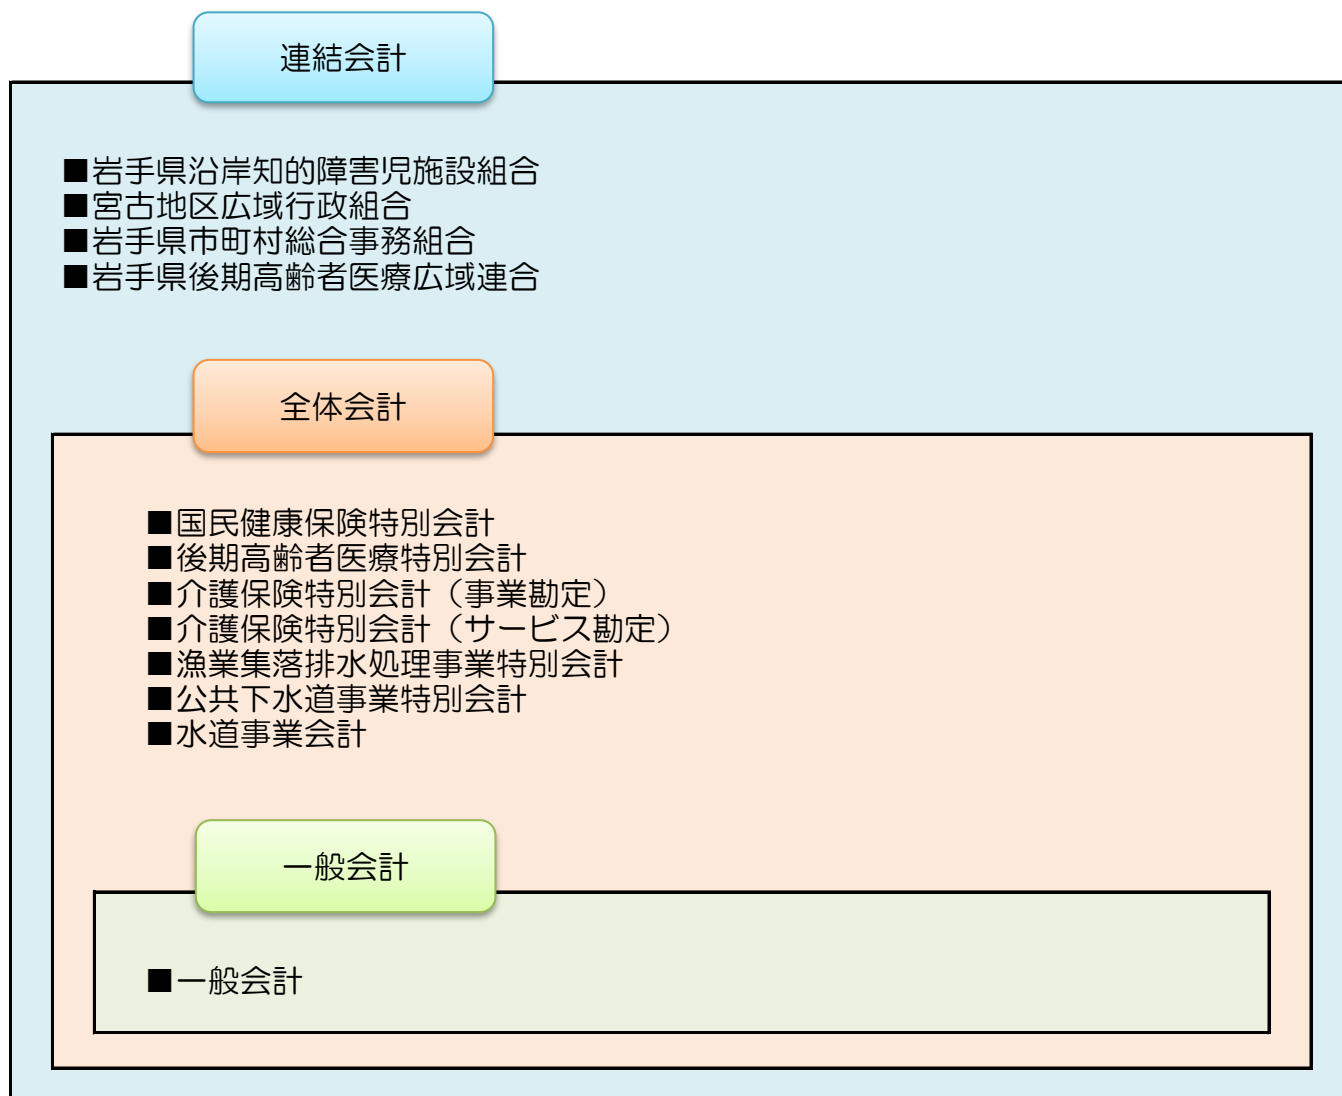 連結会計
■岩手県沿岸知的障害児施設組合
■宮古地区広域行政組合
■岩手県市町村総合事務組合
■岩手県後期高齢者医療広域連合
全体会計
■国民健康保険特別会計
■後期高齢者医療特別会計
■介護保険特別会計（事業勘定）
■介護保険特別会計（サービス勘定）
■漁業集落排水処理事業特別会計
■公共下水道事業特別会計
■水道事業会計
一般会計
■一般会計